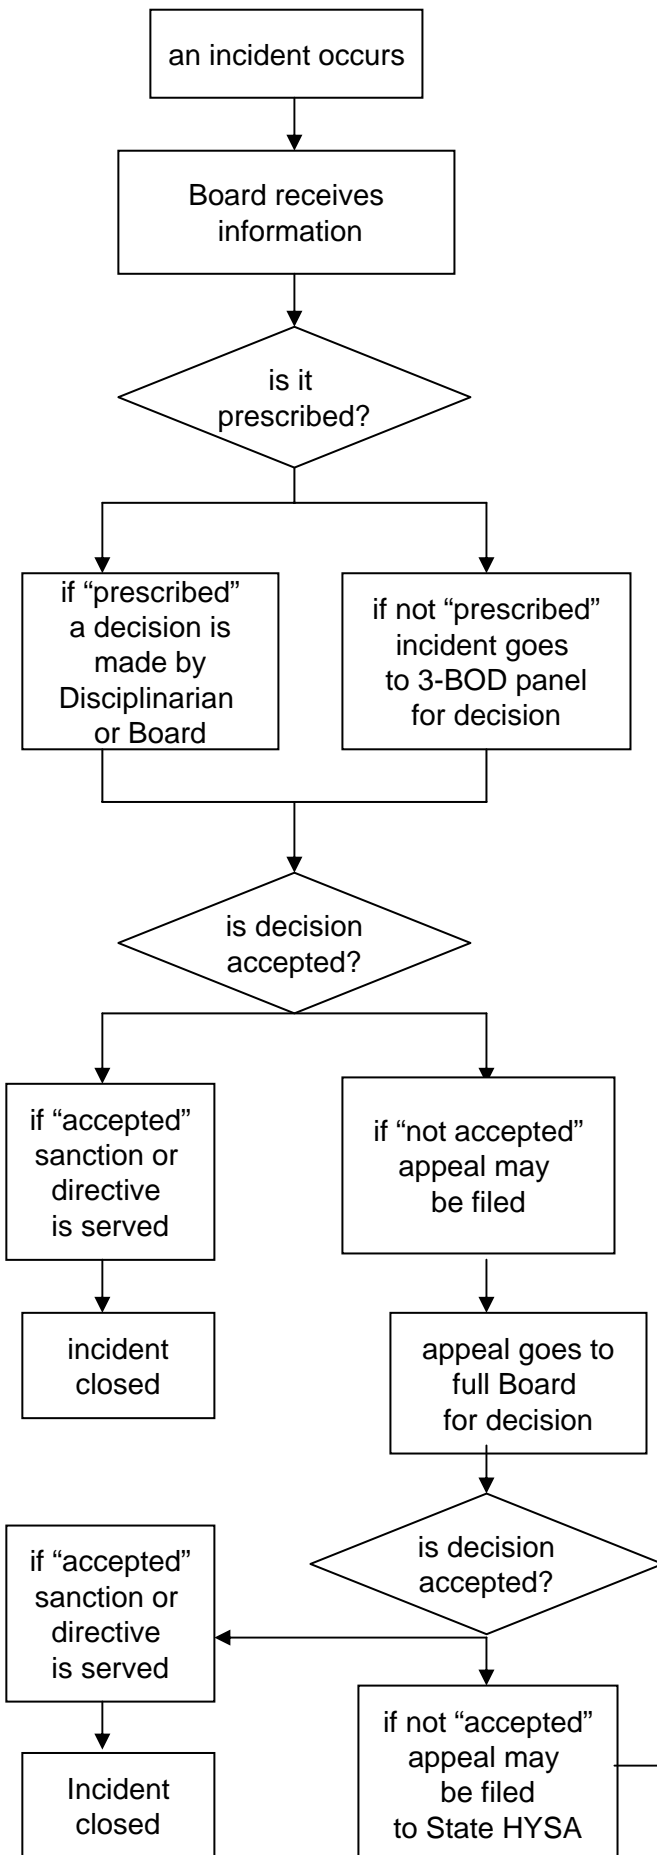 an incident occurs
Board receives
information
is it
prescribed?
if “prescribed”
a decision is
made by
Disciplinarian
or Board
if not “prescribed”
incident goes
to 3-BOD panel
for decision
is decision
accepted?
if “accepted”
sanction or
directive
is served
if “not accepted”
appeal may
be filed
incident
closed
appeal goes to
full Board
for decision
is decision
accepted?
if “accepted”
sanction or
directive
is served
if not “accepted”
appeal may
be filed
to State HYSA
Incident
closed